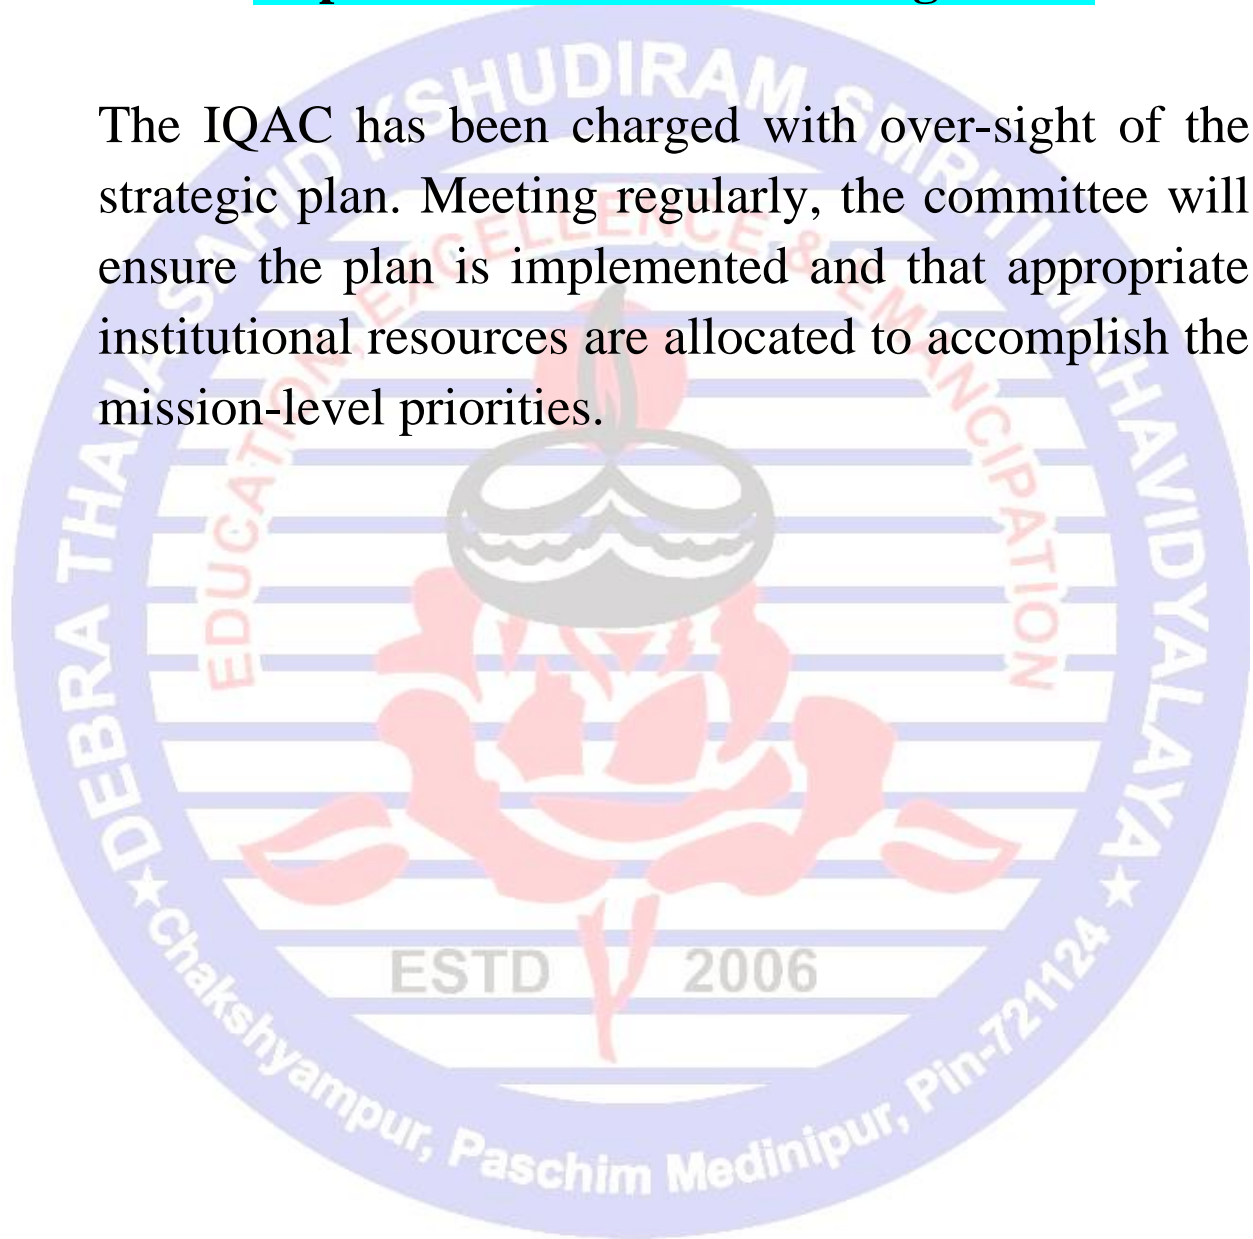 The IQAC has been charged with over-sight of the
strategic plan. Meeting regularly, the committee will
ensure the plan is implemented and that appropriate
institutional resources are allocated to accomplish the
mission-level priorities.
DEBRA THANA SAHID KSHUDIRAM SMRITI MAHAVIDYALAYA
EDUCATION, EXCELLENCE & EMANCIPATION
ESTD 2006
Chakshyampur, Paschim Medinipur, Pin-721124